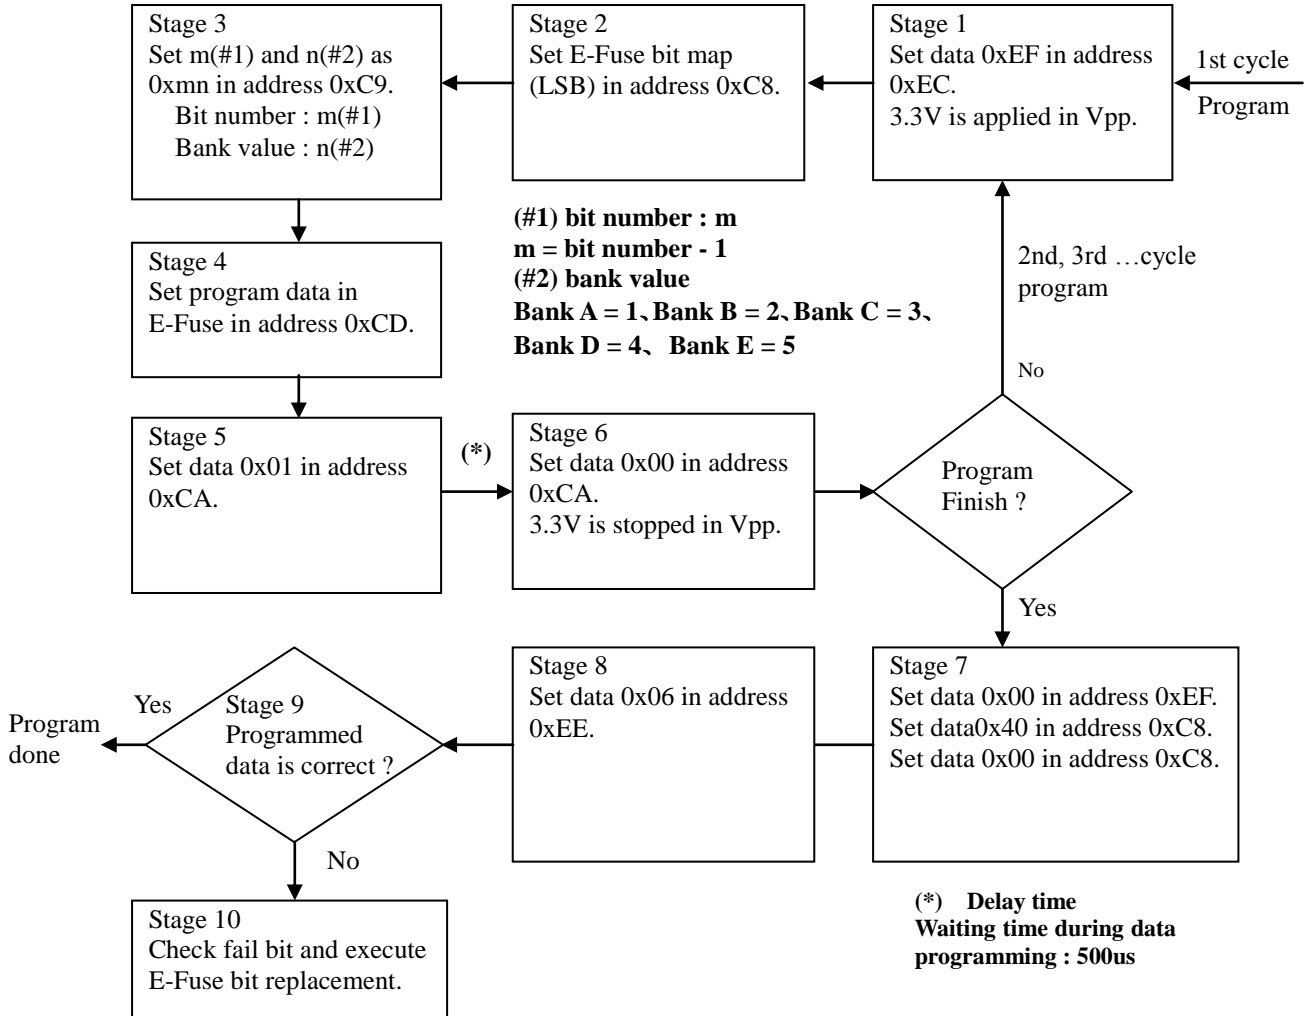 Stage 3
Set m(#1) and n(#2) as
0xmn in address 0xC9.
Bit number : m(#1)
Bank value : n(#2)
Stage 2
Set E-Fuse bit map
(LSB) in address 0xC8.
Stage 1
Set data 0xEF in address
0xEC.
3.3V is applied in Vpp.
1st cycle
Program
(#1) bit number : m
m = bit number - 1
(#2) bank value
Bank A = 1、Bank B = 2、Bank C = 3、
Bank D = 4、 Bank E = 5
2nd, 3rd …cycle
program
Stage 4
Set program data in
E-Fuse in address 0xCD.
No
Stage 5
Set data 0x01 in address
0xCA.
(*)
Stage 6
Set data 0x00 in address
0xCA.
3.3V is stopped in Vpp.
Program
Finish ?
Yes
Stage 7
Set data 0x00 in address 0xEF.
Set data0x40 in address 0xC8.
Set data 0x00 in address 0xC8.
Stage 8
Set data 0x06 in address
0xEE.
Yes
Stage 9
Programmed
data is correct ?
Program
done
No
Stage 10
Check fail bit and execute
E-Fuse bit replacement.
(*) Delay time
Waiting time during data
programming : 500us